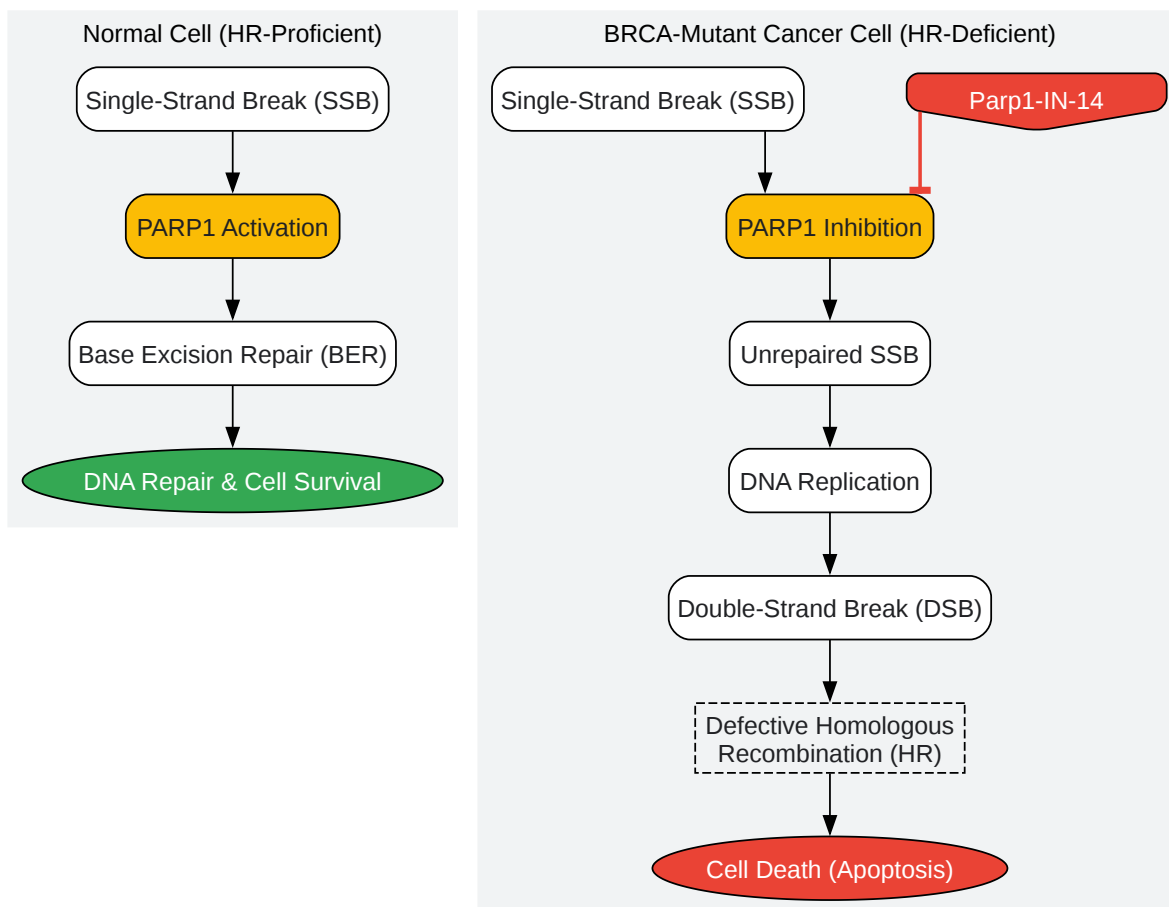 Normal Cell (HR-Proficient)
Single-Strand Break (SSB)
PARP1 Activation
Base Excision Repair (BER)
DNA Repair & Cell Survival
BRCA-Mutant Cancer Cell (HR-Deficient)
Single-Strand Break (SSB)
Parp1-IN-14
PARP1 Inhibition
Unrepaired SSB
DNA Replication
Double-Strand Break (DSB)
Defective Homologous
Recombination (HR)
Cell Death (Apoptosis)